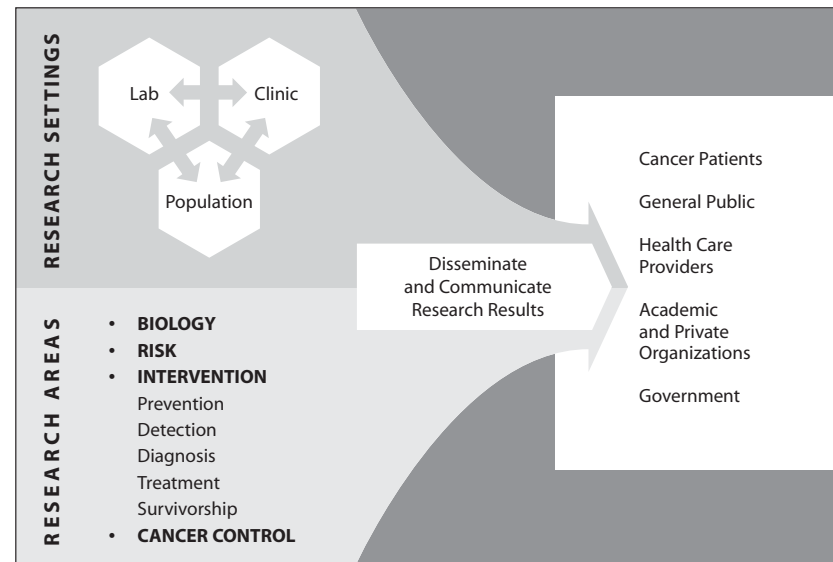 RESEARCH SETTINGS
Lab
Clinic
Population
RESEARCH AREAS
• BIOLOGY
• RISK
• INTERVENTION
Prevention
Detection
Diagnosis
Treatment
Survivorship
• CANCER CONTROL
Disseminate
and Communicate
Research Results
Cancer Patients
General Public
Health Care
Providers
Academic
and Private
Organizations
Government